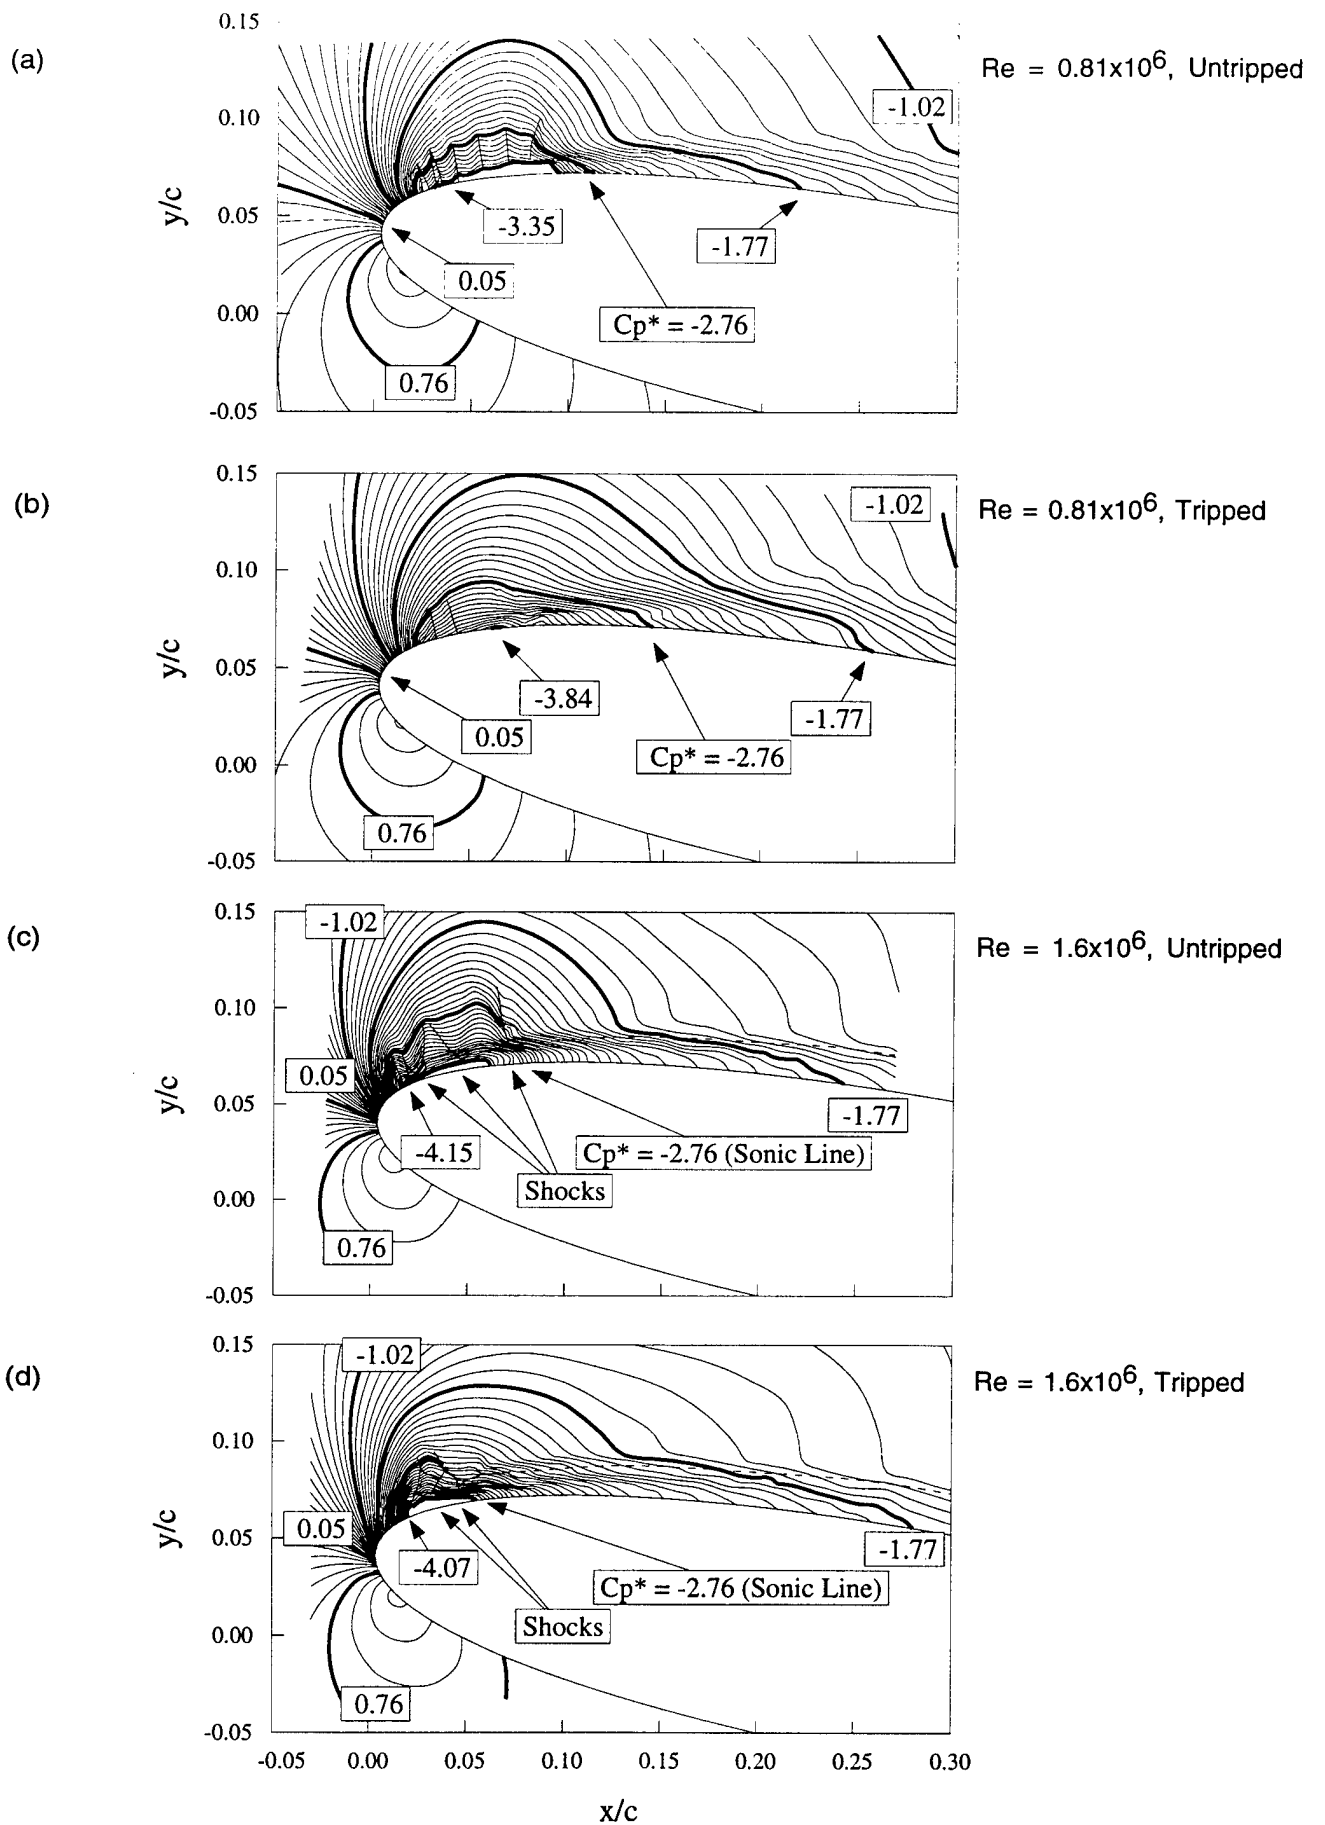 (a)
Re = 0.81x10^6, Untripped
y/c
0.15
0.10
0.05
0.00
-0.05
-1.02
-3.35
-1.77
0.05
Cp* = -2.76
0.76
(b)
Re = 0.81x10^6, Tripped
y/c
0.15
0.10
0.05
0.00
-0.05
-1.02
-3.84
-1.77
0.05
Cp* = -2.76
0.76
(c)
Re = 1.6x10^6, Untripped
y/c
0.15
0.10
0.05
0.00
-0.05
-1.02
0.05
-1.77
-4.15
Cp* = -2.76 (Sonic Line)
Shocks
0.76
(d)
Re = 1.6x10^6, Tripped
y/c
0.15
0.10
0.05
0.00
-0.05
-1.02
0.05
-1.77
-4.07
Cp* = -2.76 (Sonic Line)
Shocks
0.76
-0.05 0.00 0.05 0.10 0.15 0.20 0.25 0.30
x/c